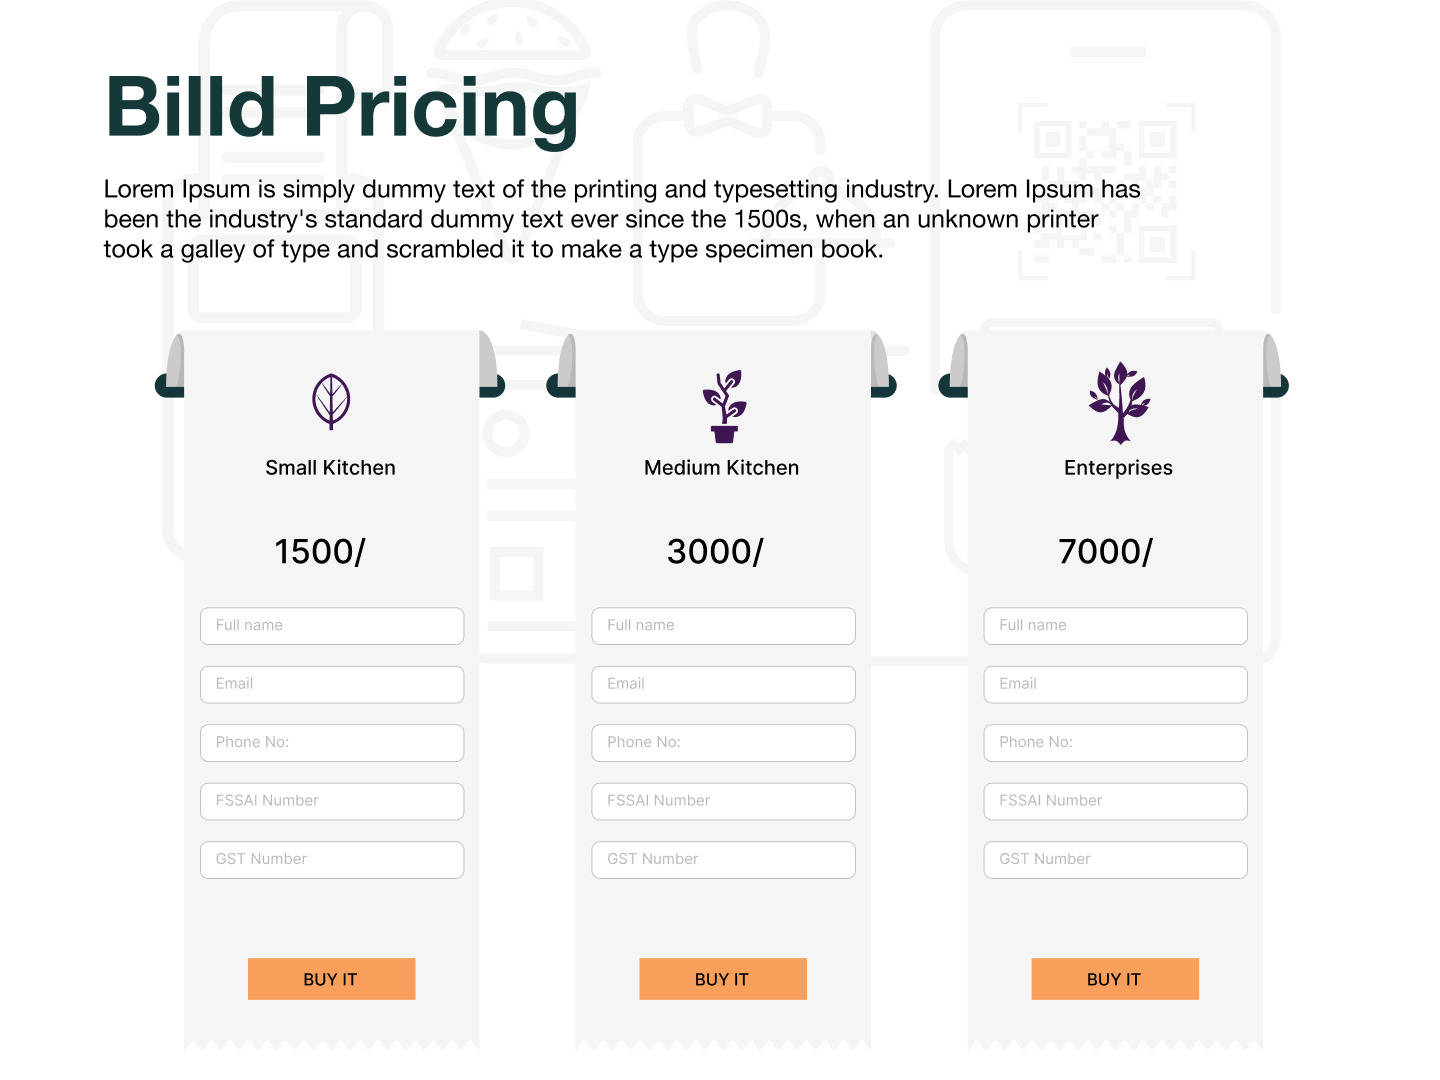 Billd Pricing
Lorem Ipsum is simply dummy text of the printing and typesetting industry. Lorem Ipsum has
been the industry's standard dummy text ever since the 1500s, when an unknown printer
took a galley of type and scrambled it to make a type specimen book.
Small Kitchen
1500/
Full name
Email
Phone No:
FSSAI Number
GST Number
BUY IT
Medium Kitchen
3000/
Full name
Email
Phone No:
FSSAI Number
GST Number
BUY IT
Enterprises
7000/
Full name
Email
Phone No:
FSSAI Number
GST Number
BUY IT